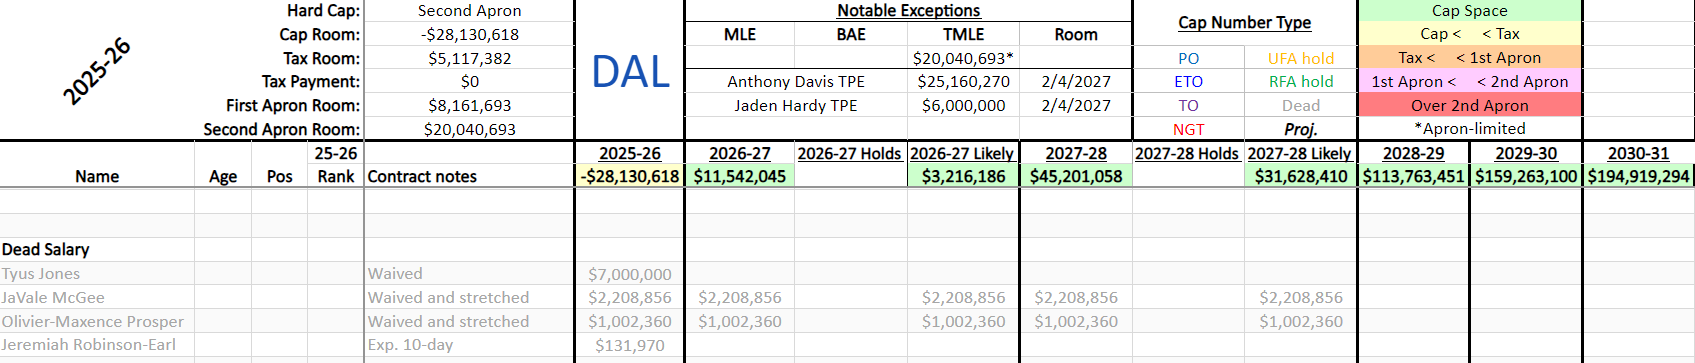 Hard Cap: Second Apron Notable Exceptions Cap Number Type Cap Space
Cap Room: -$28,130,618 MLE BAE TMLE Room Cap < < Tax
2025-26 Tax Room: $5,117,382 DAL $20,040,693* PO UFA hold Tax < < 1st Apron
Tax Payment: $0 Anthony Davis TPE $25,160,270 2/4/2027 ETO RFA hold 1st Apron < < 2nd Apron
First Apron Room: $8,161,693 Jaden Hardy TPE $6,000,000 2/4/2027 TO Dead Over 2nd Apron
Second Apron Room: $20,040,693 NGT Proj. *Apron-limited
25-26 2025-26 2026-27 2026-27 Holds 2026-27 Likely 2027-28 2027-28 Holds 2027-28 Likely 2028-29 2029-30 2030-31
Name Age Pos Rank Contract notes -$28,130,618 $11,542,045 $3,216,186 $45,201,058 $31,628,410 $113,763,451 $159,263,100 $194,919,294
Dead Salary
Tyus Jones Waived $7,000,000
JaVale McGee Waived and stretched $2,208,856 $2,208,856 $2,208,856 $2,208,856 $2,208,856
Olivier-Maxence Prosper Waived and stretched $1,002,360 $1,002,360 $1,002,360 $1,002,360 $1,002,360
Jeremiah Robinson-Earl Exp. 10-day $131,970